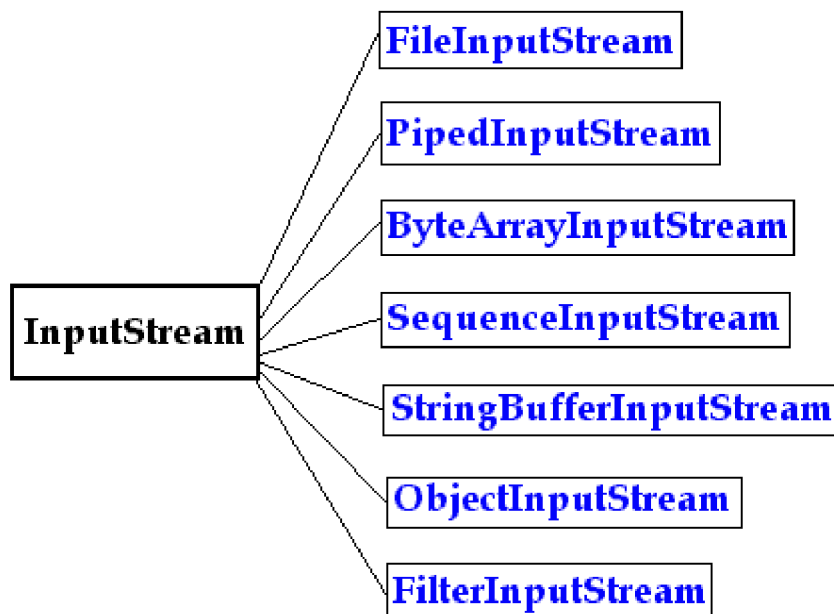 FileInputStream
PipedInputStream
ByteArrayInputStream
InputStream
SequenceInputStream
StringBufferInputStream
ObjectInputStream
FilterInputStream